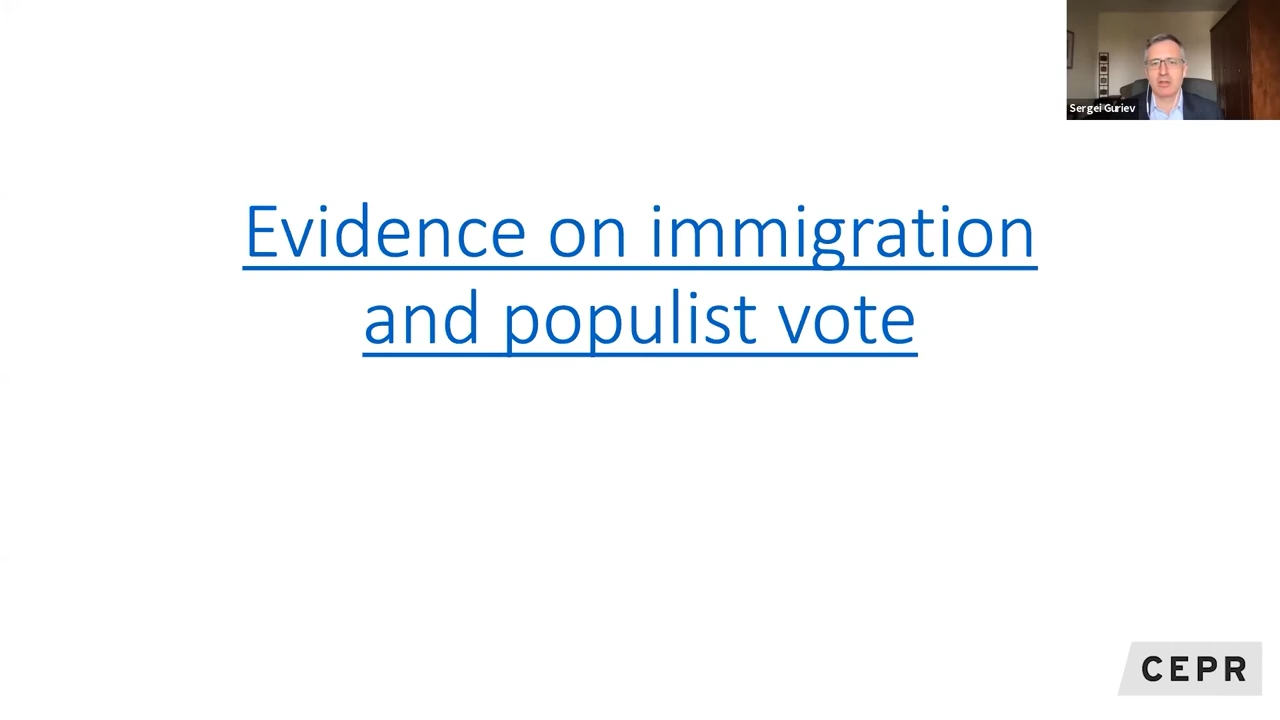 Sergei Guriev
Evidence on immigration
and populist vote
CEPR